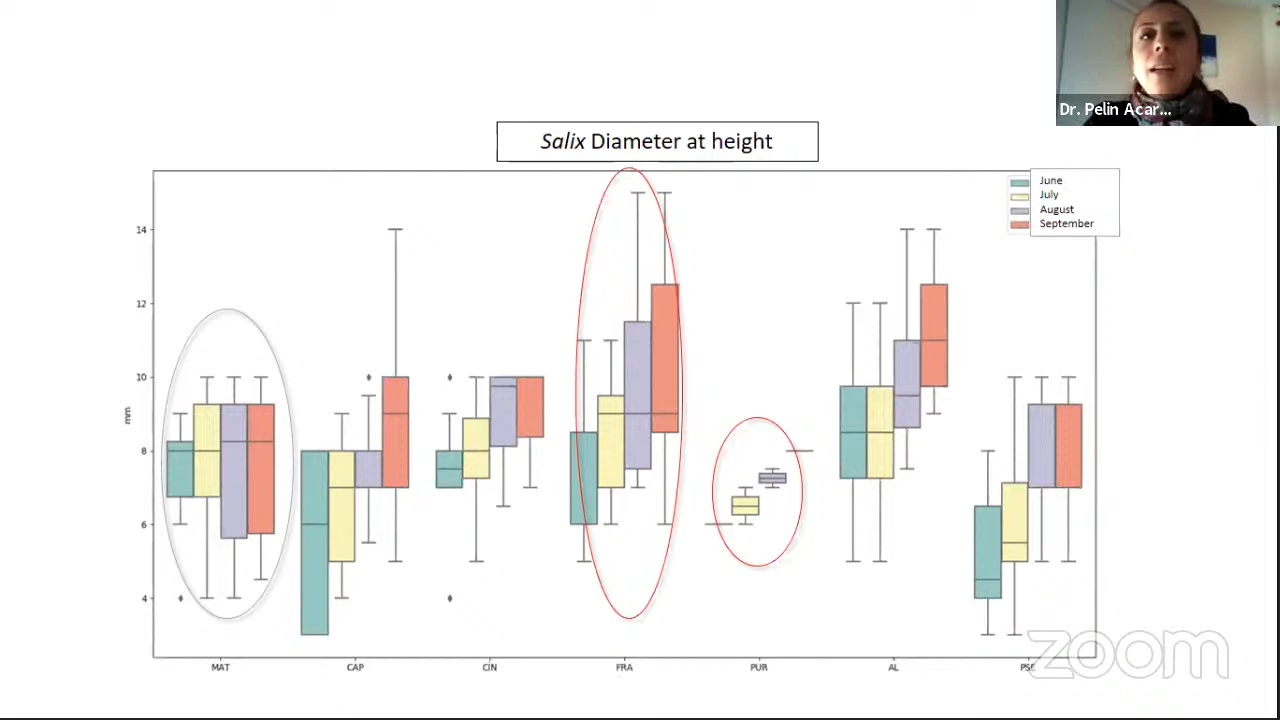 Dr. Pelin Acar...
Salix Diameter at height
June
July
August
September
14
12
10
8
6
4
mm
MAT
CAP
CIN
FRA
PUR
AL
zoom